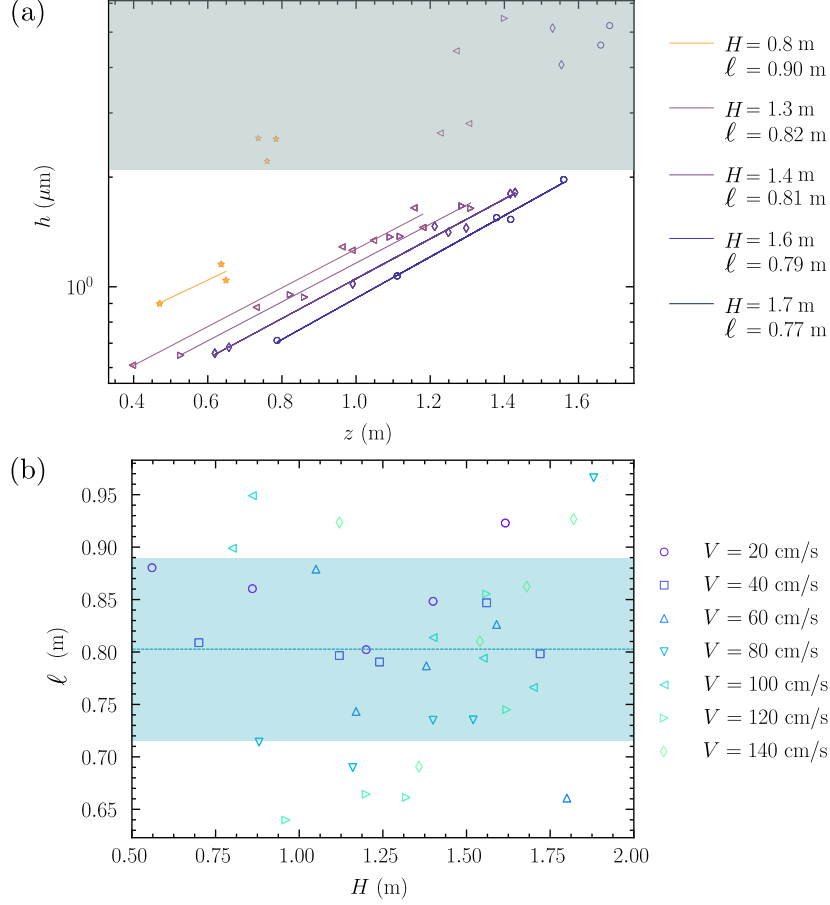 (a)
h (μm)
10⁰
0.4 0.6 0.8 1.0 1.2 1.4 1.6
z (m)
H = 0.8 m
ℓ = 0.90 m
H = 1.3 m
ℓ = 0.82 m
H = 1.4 m
ℓ = 0.81 m
H = 1.6 m
ℓ = 0.79 m
H = 1.7 m
ℓ = 0.77 m
(b)
ℓ (m)
0.95
0.90
0.85
0.80
0.75
0.70
0.65
0.50 0.75 1.00 1.25 1.50 1.75 2.00
H (m)
V = 20 cm/s
V = 40 cm/s
V = 60 cm/s
V = 80 cm/s
V = 100 cm/s
V = 120 cm/s
V = 140 cm/s